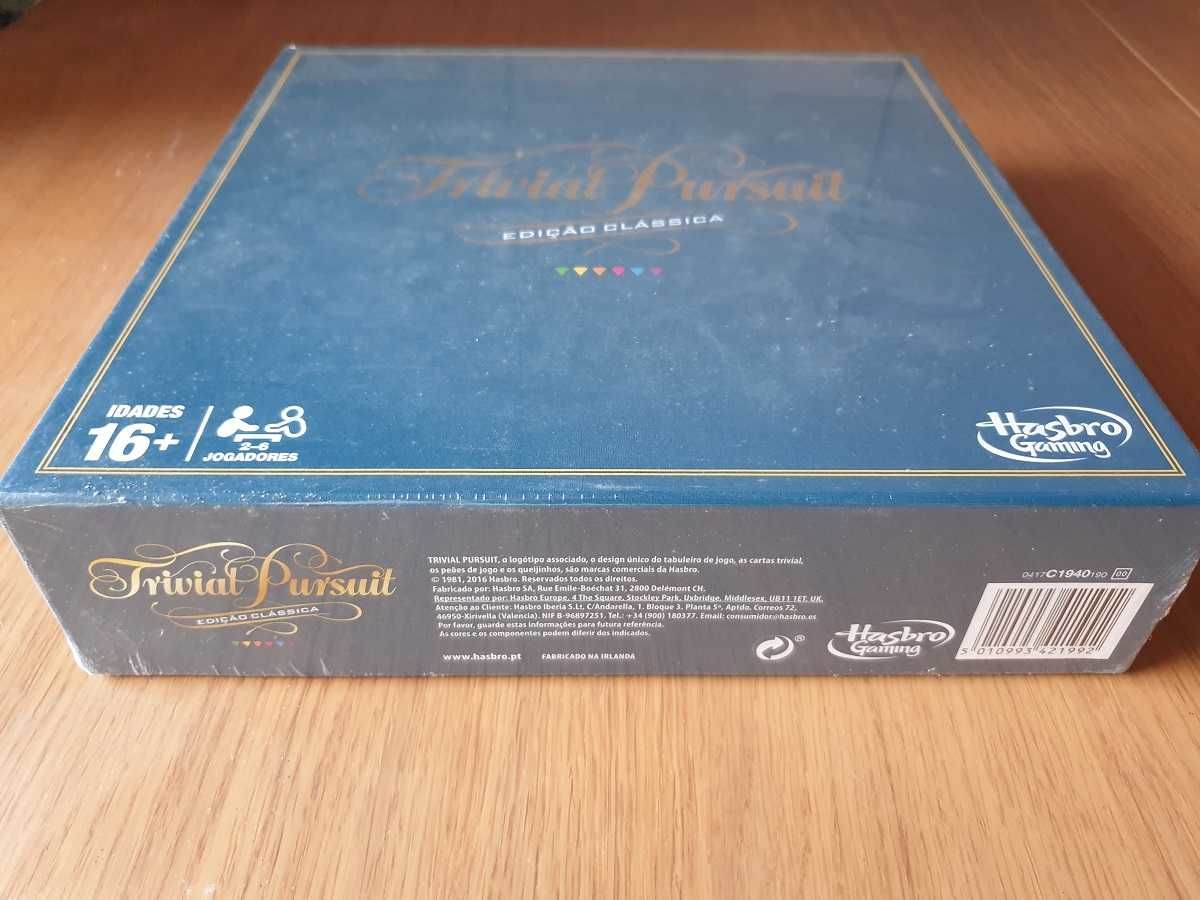 Trivial Pursuit
EDIÇÃO CLÁSSICA
IDADES
16+
2-6
JOGADORES
Hasbro
Gaming
Trivial Pursuit
EDIÇÃO CLÁSSICA
TRIVIAL PURSUIT, o logótipo associado, o design único do tabuleiro de jogo, as cartas trivial,
os peões de jogo e os queijinhos, são marcas comerciais da Hasbro.
© 1981, 2016 Hasbro. Reservados todos os direitos.
Fabricado por: Hasbro SA, Rue Emile-Boéchat 31, 2800 Delémont CH.
Representado por: Hasbro Europe, 4 The Square, Stockley Park, Uxbridge, Middlesex, UB11 1ET. UK.
Atenção ao Cliente: Hasbro Iberia S.L., C/Andarella, 1. Bloque 3. Planta 5ª, Aptdo. Correos 72,
46950-Xirivella (Valencia). NIF B-96897251. Tel.: +34 (900) 180377. Email: consumidor@hasbro.es
Por favor, guarde estas informações para futura referência.
As cores e os componentes podem diferir dos indicados.
www.hasbro.pt FABRICADO NA IRLANDA
®
Hasbro
Gaming
0417C1940190 00
5 010993 421992